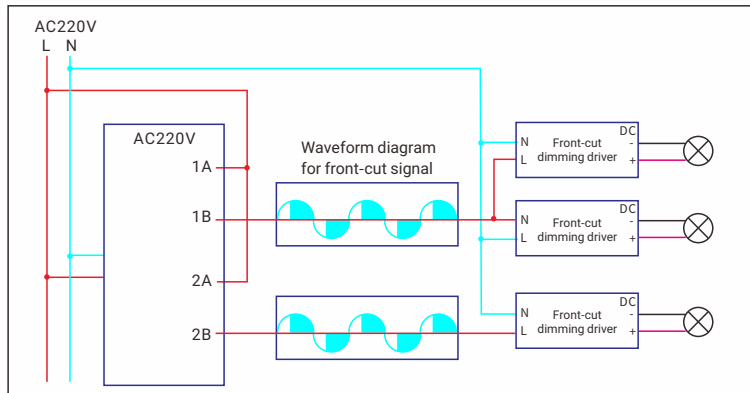 AC220V
L N
AC220V
1A
1B
2A
2B
Waveform diagram
for front-cut signal
N
L
Front-cut
dimming driver
DC
-
+
N
L
Front-cut
dimming driver
DC
-
+
N
L
Front-cut
dimming driver
DC
-
+